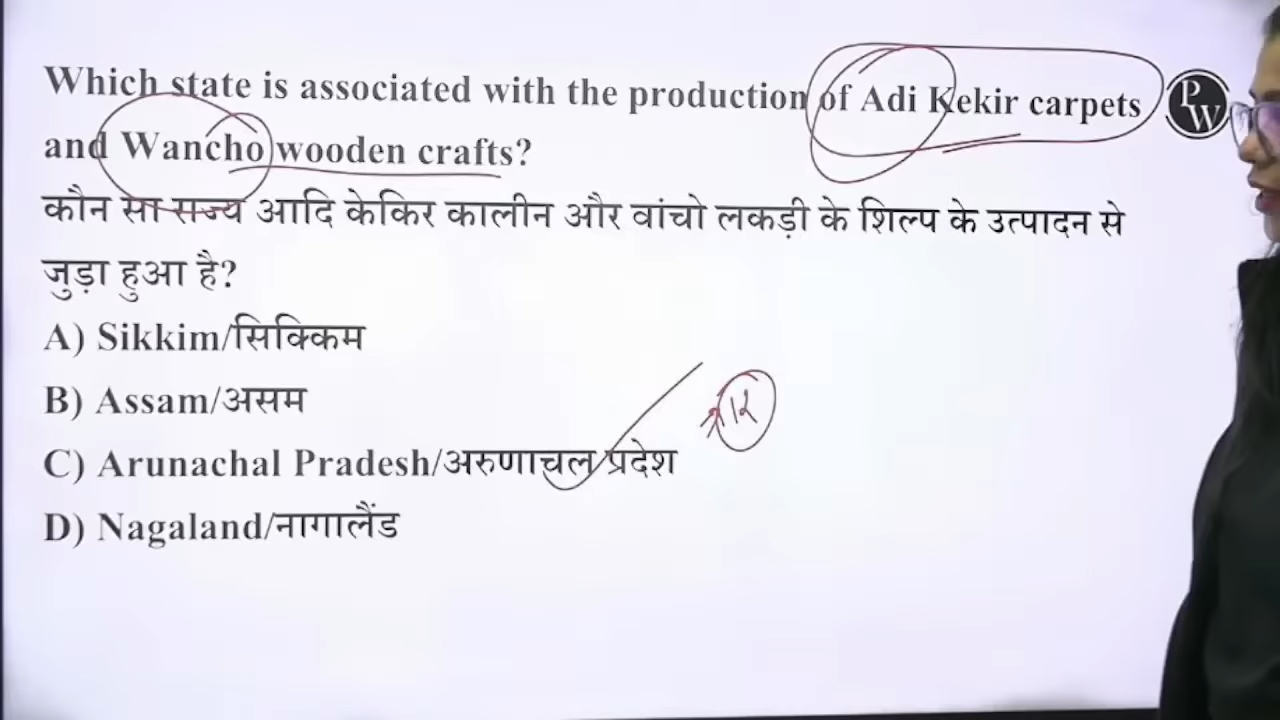 Which state is associated with the production of Adi Kekir carpets
and Wancho wooden crafts?
कौन सा राज्य आदि केकिर कालीन और वांचो लकड़ी के शिल्प के उत्पादन से
जुड़ा हुआ है?
A) Sikkim/सिक्किम
B) Assam/असम
C) Arunachal Pradesh/अरुणाचल प्रदेश
D) Nagaland/नागालैंड
PW